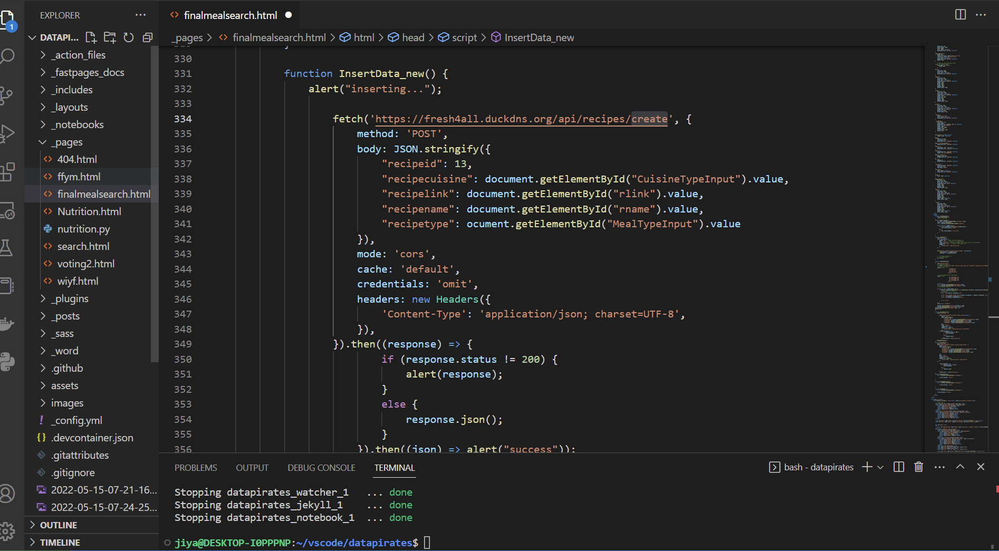 EXPLORER
1
DATAPI...
_action_files
_fastpages_docs
_includes
_layouts
_notebooks
_pages
404.html
ffym.html
finalmealsearch.html
Nutrition.html
nutrition.py
search.html
voting2.html
wiyf.html
_plugins
_posts
_sass
_word
.github
assets
images
_config.yml
.devcontainer.json
.gitattributes
.gitignore
2022-05-15-07-21-16...
2022-05-15-07-24-25...
OUTLINE
TIMELINE
finalmealsearch.html
_pages > finalmealsearch.html > html > head > script > InsertData_new
330
331 function InsertData_new() {
332 alert("inserting...");
333
334 fetch('https://fresh4all.duckdns.org/api/recipes/create', {
335 method: 'POST',
336 body: JSON.stringify({
337 "recipeid": 13,
338 "recipecuisine": document.getElementById("CuisineTypeInput").value,
339 "recipelink": document.getElementById("rlink").value,
340 "recipename": document.getElementById("rname").value,
341 "recipetype": ocument.getElementById("MealTypeInput").value
342 }),
343 mode: 'cors',
344 cache: 'default',
345 credentials: 'omit',
346 headers: new Headers({
347 'Content-Type': 'application/json; charset=UTF-8',
348 }),
349 }).then((response) => {
350 if (response.status != 200) {
351 alert(response);
352 }
353 else {
354 response.json();
355 }
356 }).then((json) => alert("success"));
PROBLEMS OUTPUT DEBUG CONSOLE TERMINAL
bash - datapirates
Stopping datapirates_watcher_1 ... done
Stopping datapirates_jekyll_1 ... done
Stopping datapirates_notebook_1 ... done
jiya@DESKTOP-I0PPPNP:~/vscode/datapirates$